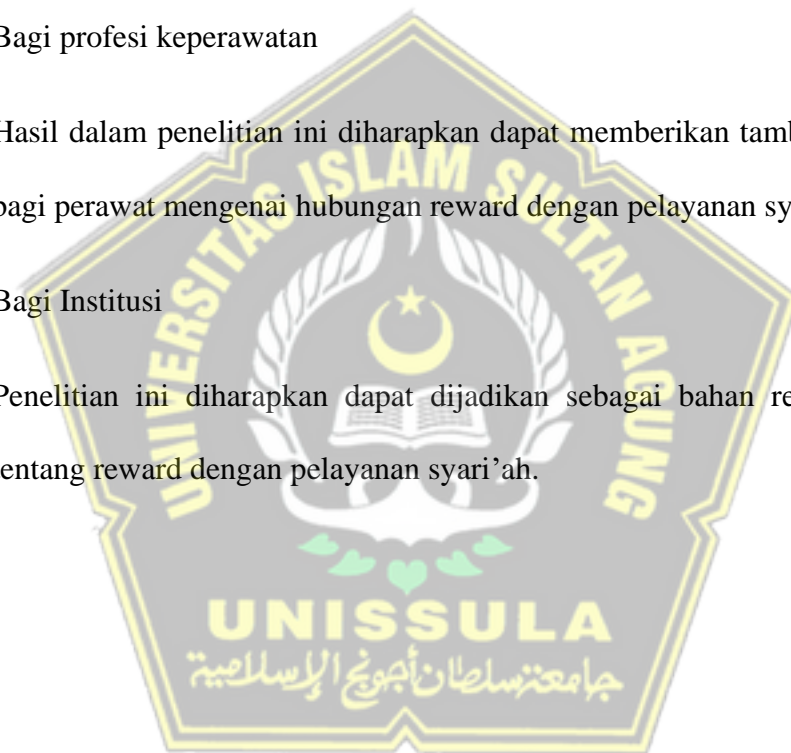 Bagi profesi keperawatan
Hasil dalam penelitian ini diharapkan dapat memberikan tamb
bagi perawat mengenai hubungan reward dengan pelayanan sy
Bagi Institusi
Penelitian ini diharapkan dapat dijadikan sebagai bahan re
tentang reward dengan pelayanan syari’ah.
UNIVERSITAS ISLAM SULTAN AGUNG
UNISSULA
جامعة سلطان أجونج الإسلامية